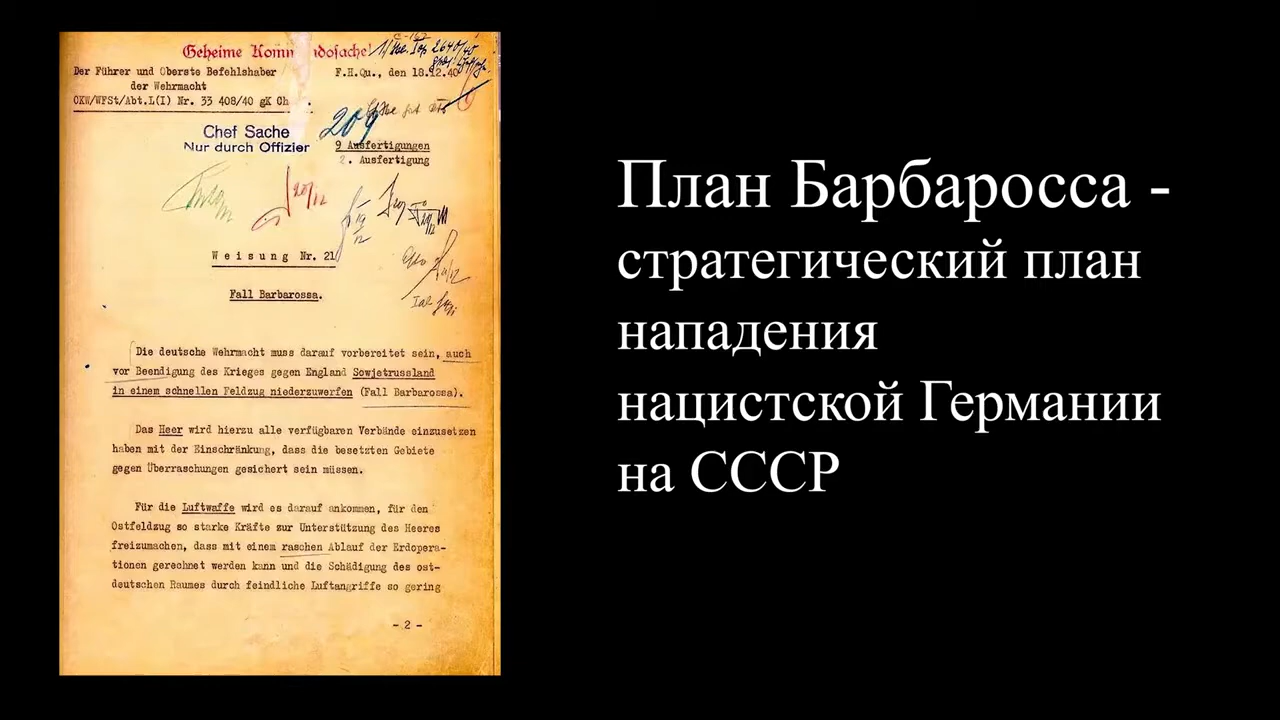 Geheime Kommandosache!
Der Führer und Oberste Befehlshaber
der Wehrmacht
OKW/WFSt/Abt.L(I) Nr. 33 408/40 gK Ch
F.H.Qu., den 18.12.40
Chef Sache
Nur durch Offizier
209
9 Ausfertigungen
2. Ausfertigung
Weisung Nr. 21
Fall Barbarossa.
Die deutsche Wehrmacht muss darauf vorbereitet sein, auch
vor Beendigung des Krieges gegen England Sowjetrussland
in einem schnellen Feldzug niederzuwerfen (Fall Barbarossa).
Das Heer wird hierzu alle verfügbaren Verbände einzusetzen
haben mit der Einschränkung, dass die besetzten Gebiete
gegen Überraschungen gesichert sein müssen.
Für die Luftwaffe wird es darauf ankommen, für den
Ostfeldzug so starke Kräfte zur Unterstützung des Heeres
freizumachen, dass mit einem raschen Ablauf der Erdopera-
tionen gerechnet werden kann und die Schädigung des ost-
deutschen Raumes durch feindliche Luftangriffe so gering
- 2 -
План Барбаросса -
стратегический план
нападения
нацистской Германии
на СССР